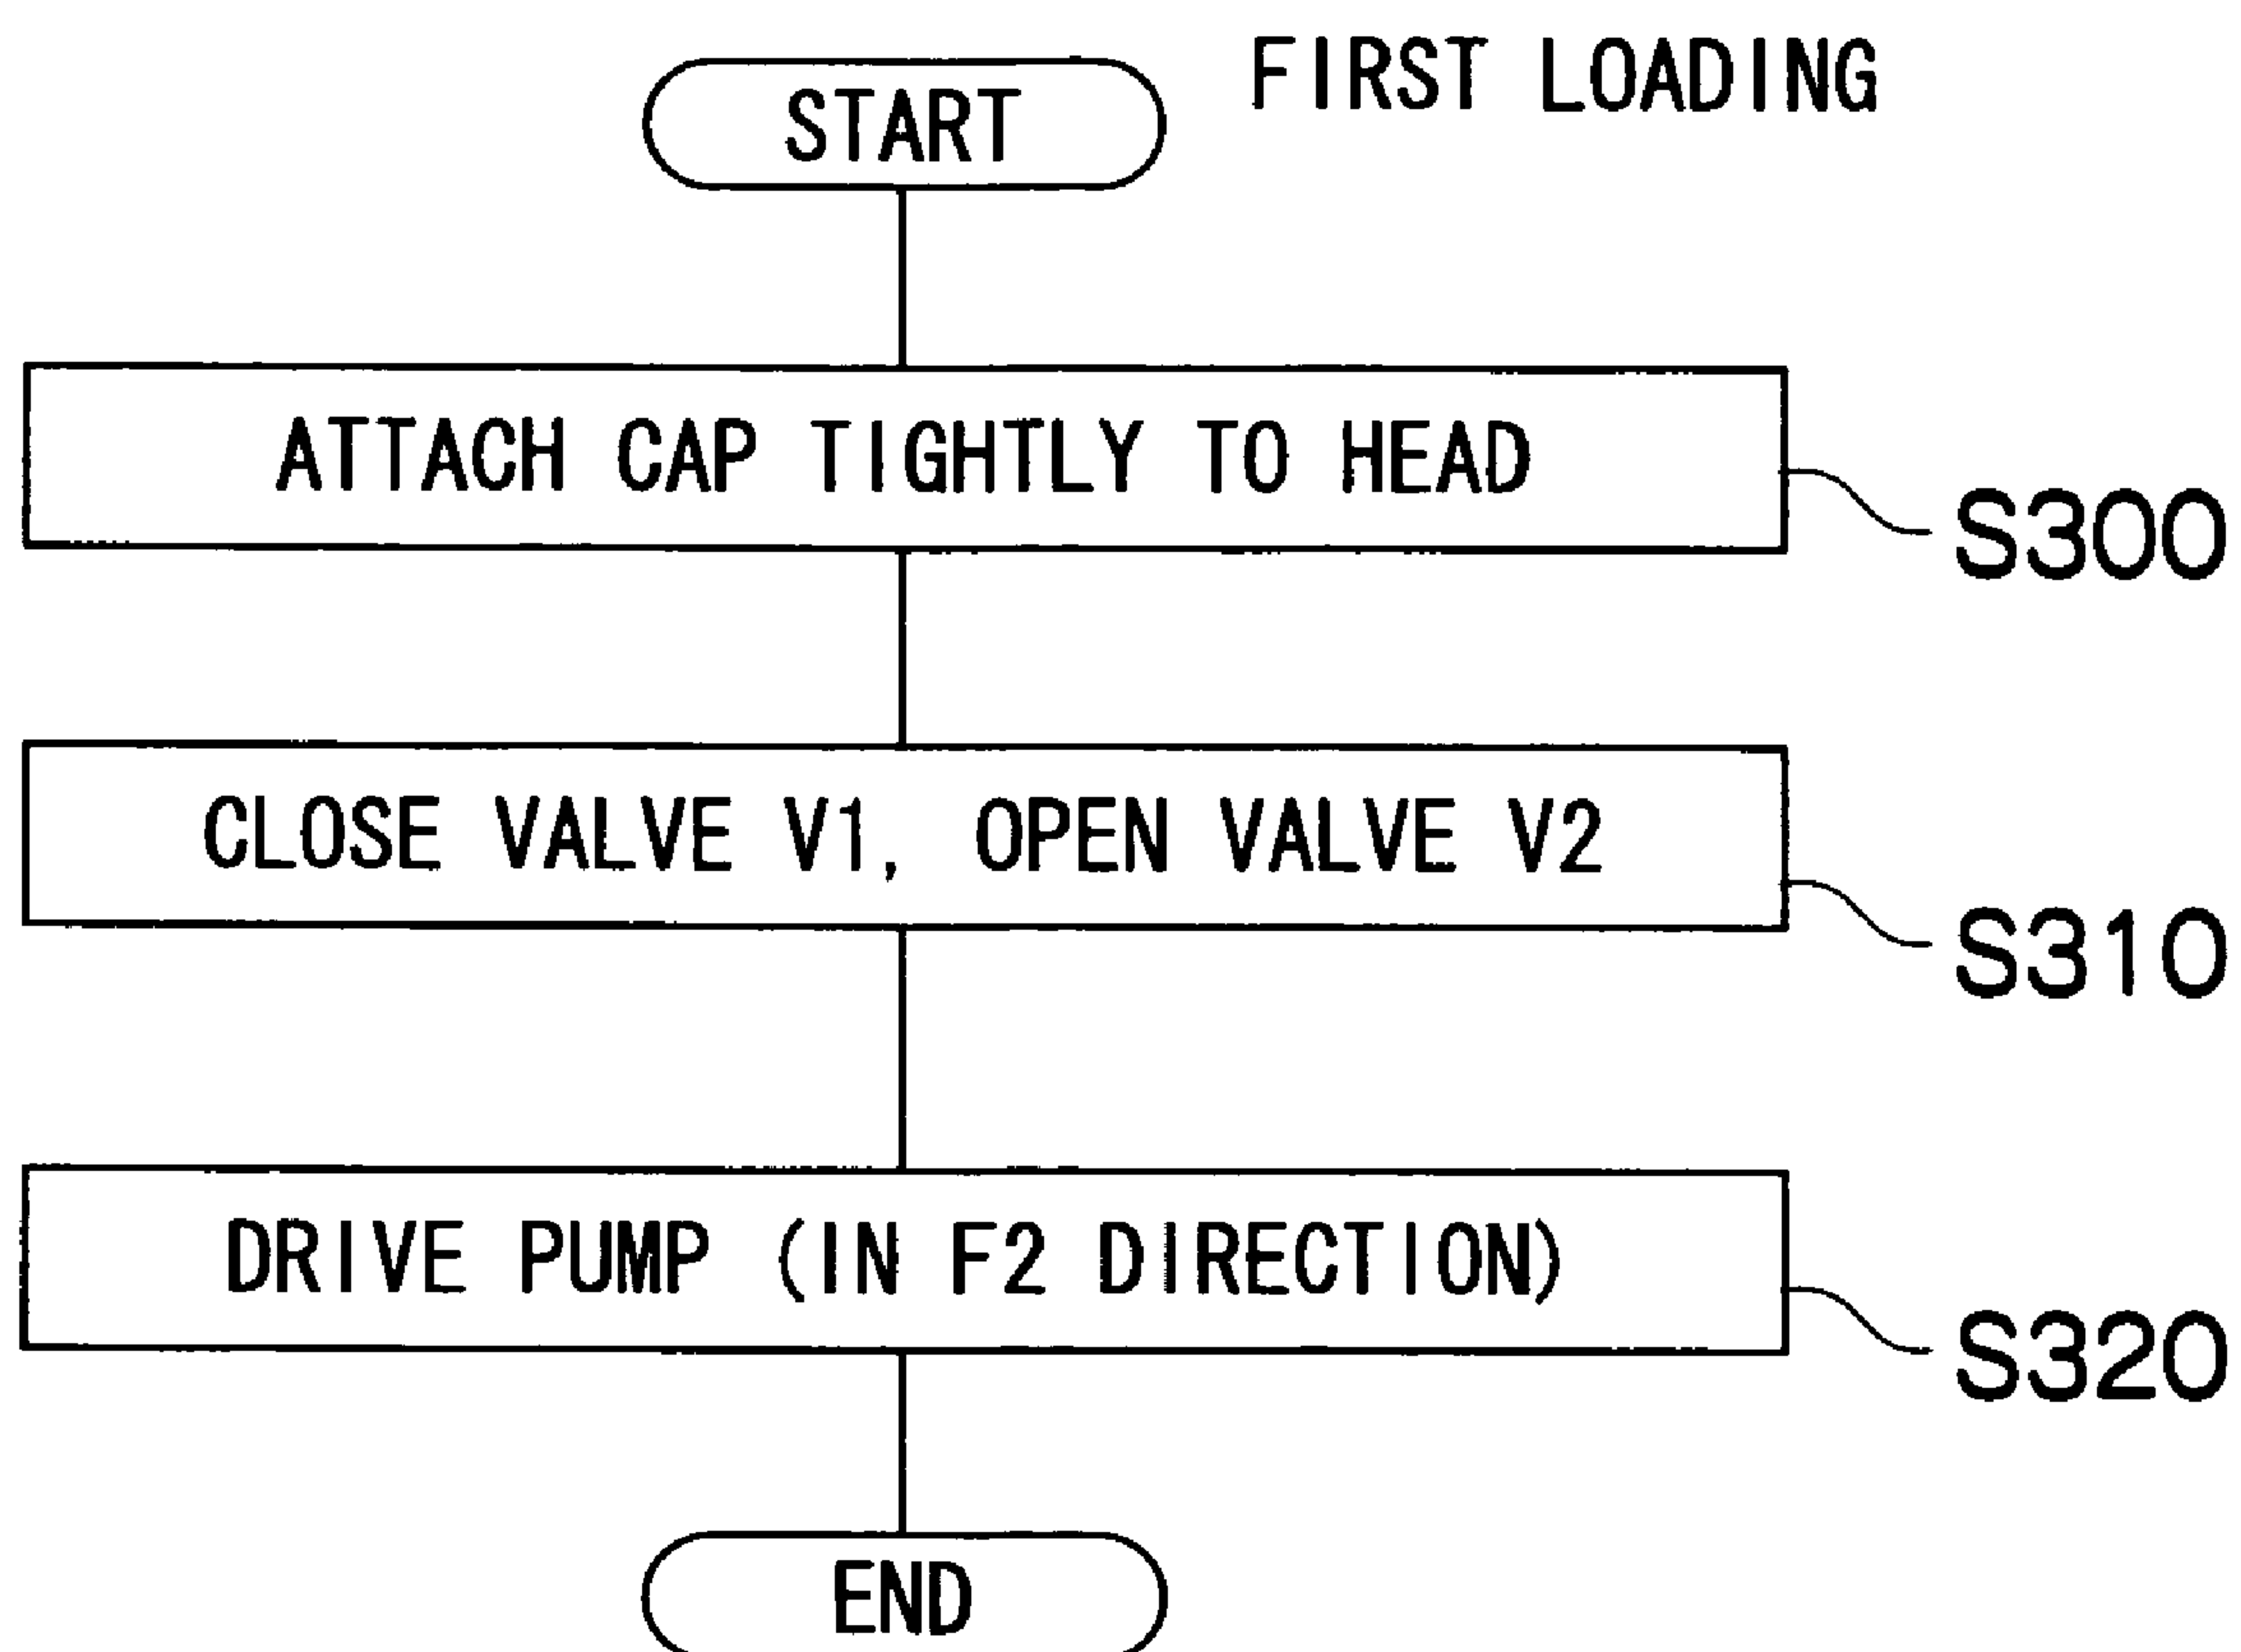 FIRST LOADING
START
ATTACH CAP TIGHTLY TO HEAD
S300
CLOSE VALVE V1, OPEN VALVE V2
S310
DRIVE PUMP (IN F2 DIRECTION)
S320
END